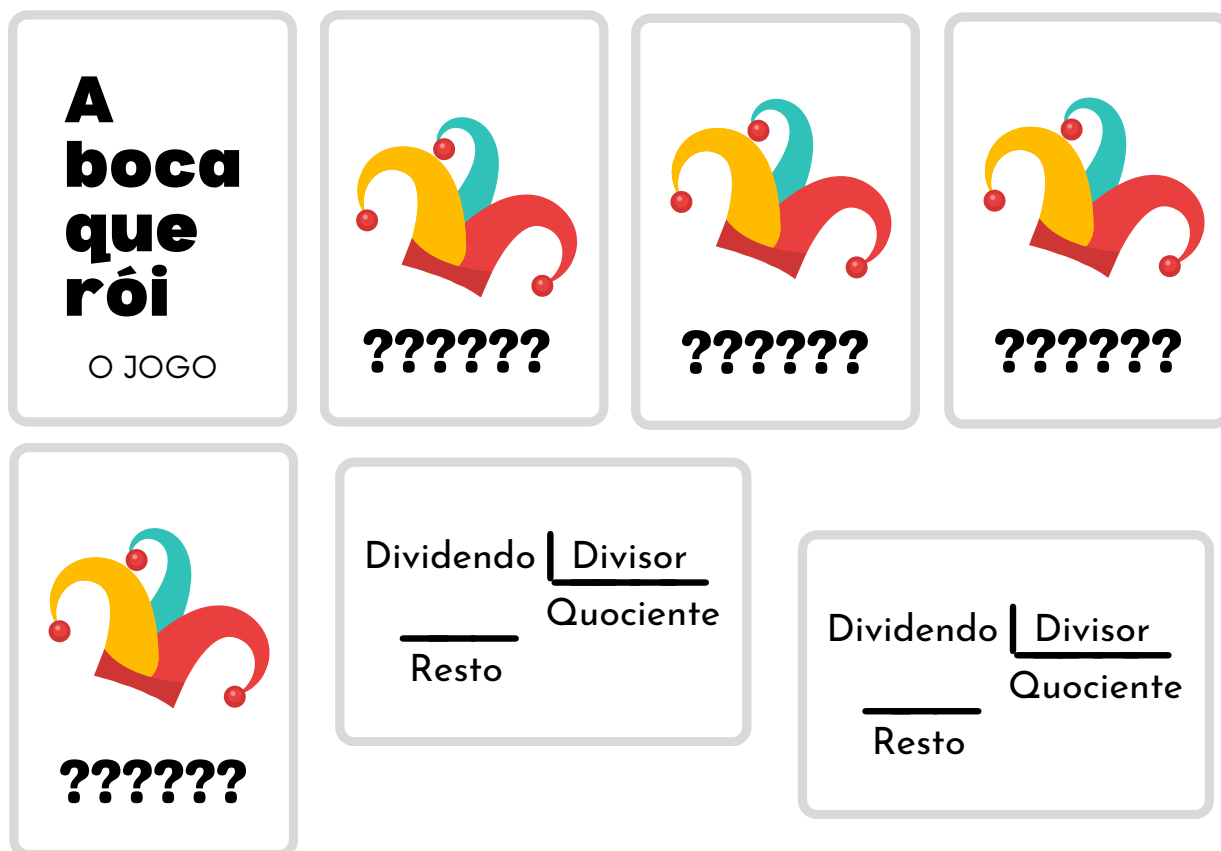 A
boca
que
rói
O JOGO
??????
??????
??????
??????
Dividendo Divisor
Quociente
Resto
Dividendo Divisor
Quociente
Resto